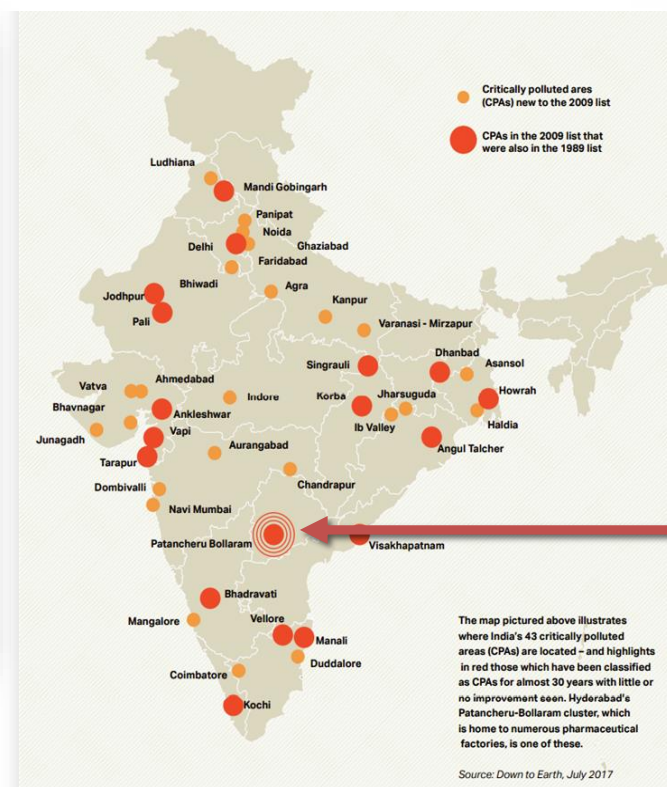 Critically polluted ares
(CPAs) new to the 2009 list
CPAs in the 2009 list that
were also in the 1989 list
Ludhiana
Mandi Gobingarh
Panipat
Noida
Delhi
Ghaziabad
Faridabad
Bhiwadi
Agra
Jodhpur
Pali
Kanpur
Varanasi - Mirzapur
Singrauli
Dhanbad
Asansol
Vatva
Ahmedabad
Indore
Korba
Jharsuguda
Howrah
Bhavnagar
Ankleshwar
Ib Valley
Haldia
Junagadh
Vapi
Aurangabad
Angul Talcher
Tarapur
Chandrapur
Dombivalli
Navi Mumbai
Patancheru Bollaram
Visakhapatnam
Bhadravati
Mangalore
Vellore
Manali
Duddalore
Coimbatore
Kochi
The map pictured above illustrates
where India's 43 critically polluted
areas (CPAs) are located – and highlights
in red those which have been classified
as CPAs for almost 30 years with little or
no improvement seen. Hyderabad's
Patancheru-Bollaram cluster, which
is home to numerous pharmaceutical
factories, is one of these.
Source: Down to Earth, July 2017